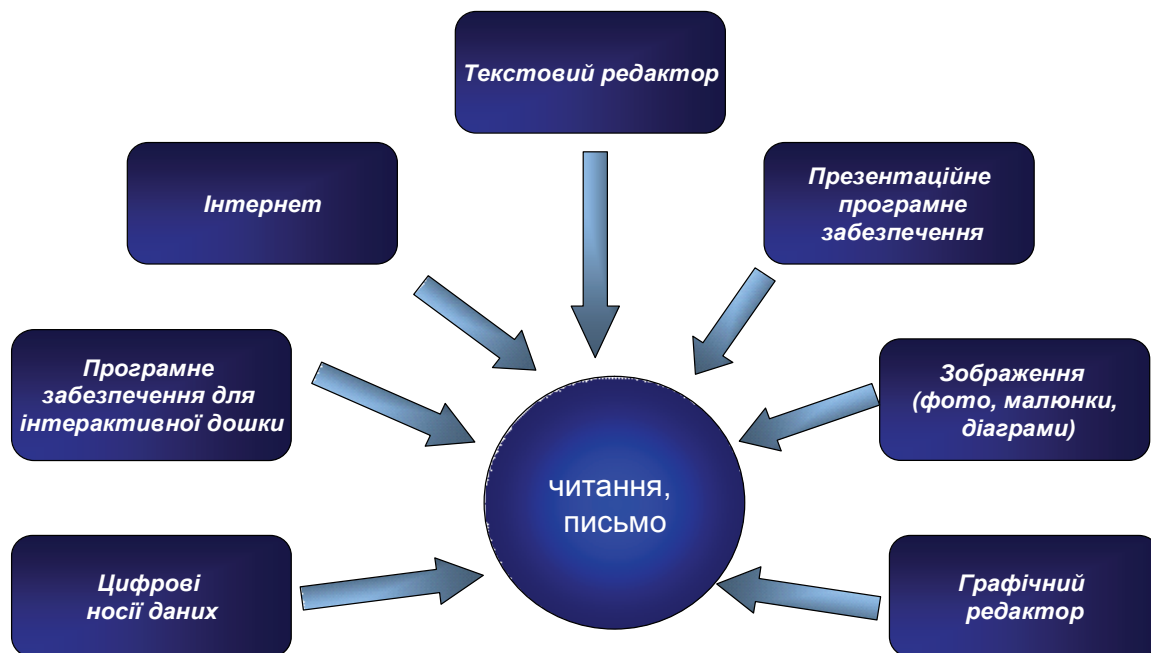 Текстовий редактор
Інтернет
Презентаційне
програмне
забезпечення
Програмне
забезпечення для
інтерактивної дошки
Зображення
(фото, малюнки,
діаграми)
читання,
письмо
Цифрові
носії даних
Графічний
редактор